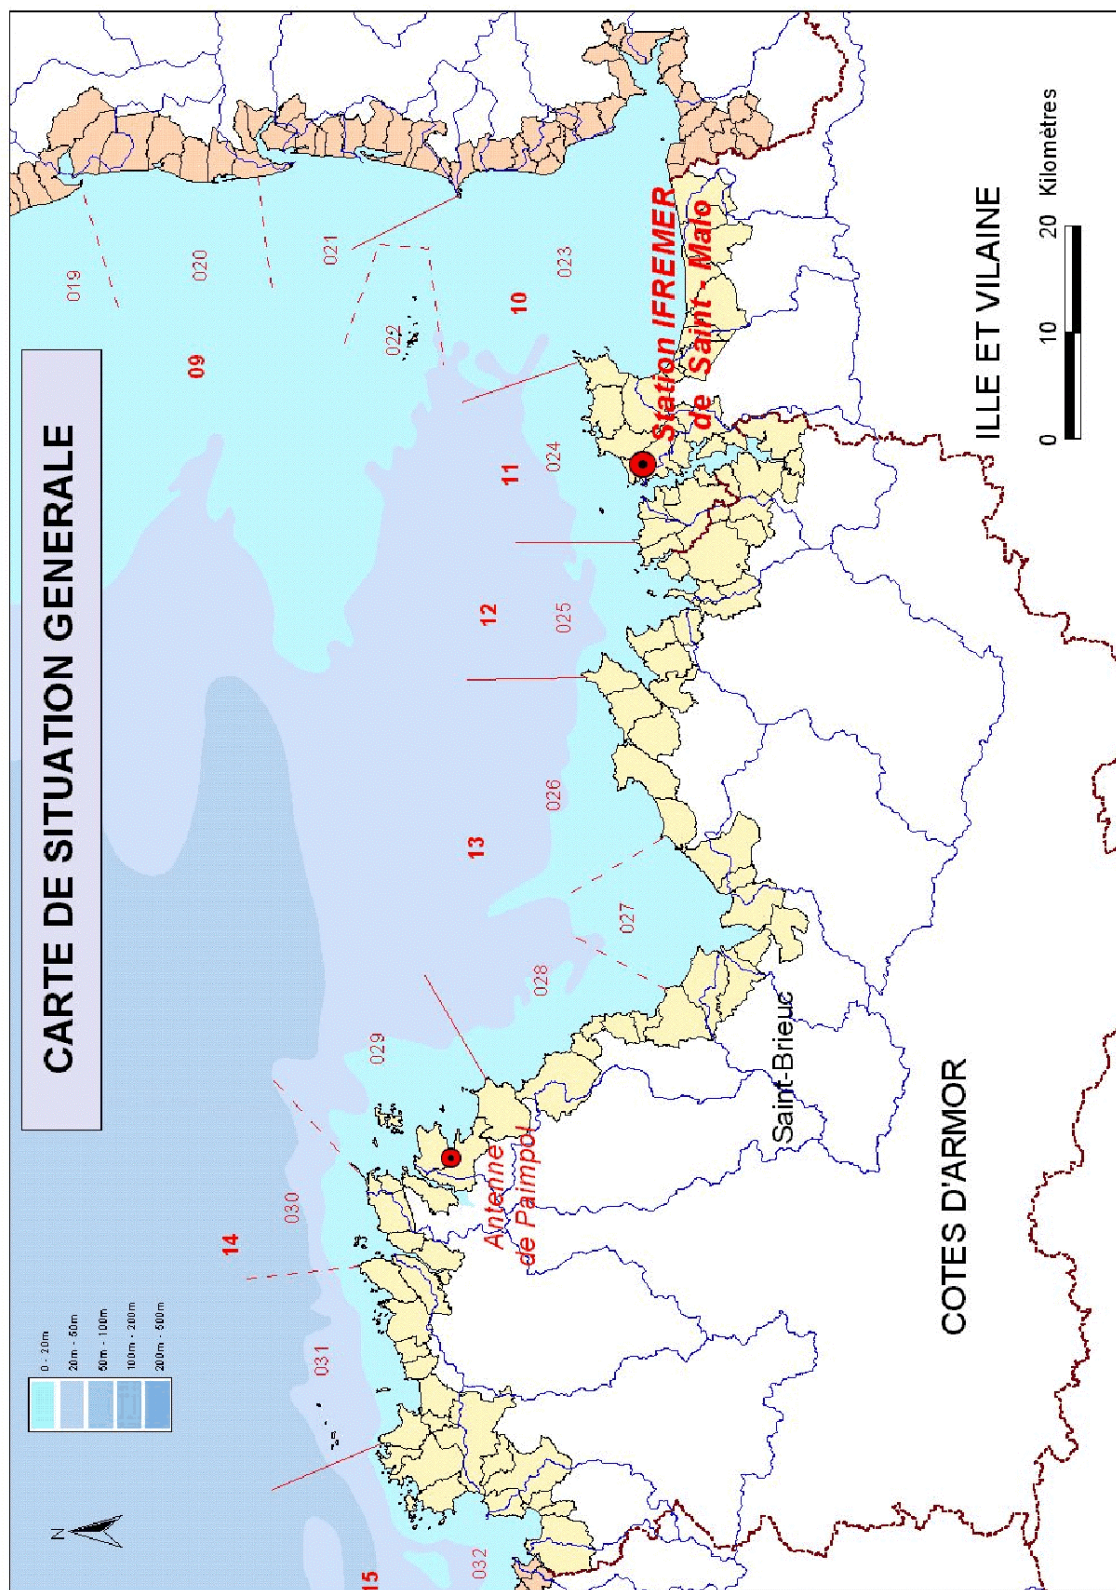 CARTE DE SITUATION GENERALE
N
0 - 20m
20m - 50m
50m - 100m
100m - 200m
200m - 500m
019
020
021
022
023
024
025
026
027
028
029
030
031
032
09
10
11
12
13
14
15
Station IFREMER
de Saint - Malo
Antenne
de Paimpol
Saint-Brieuc
COTES D'ARMOR
ILLE ET VILAINE
0 10 20 Kilomètres